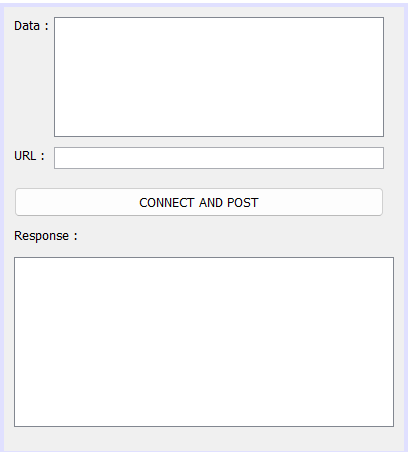 Data :
URL :
CONNECT AND POST
Response :